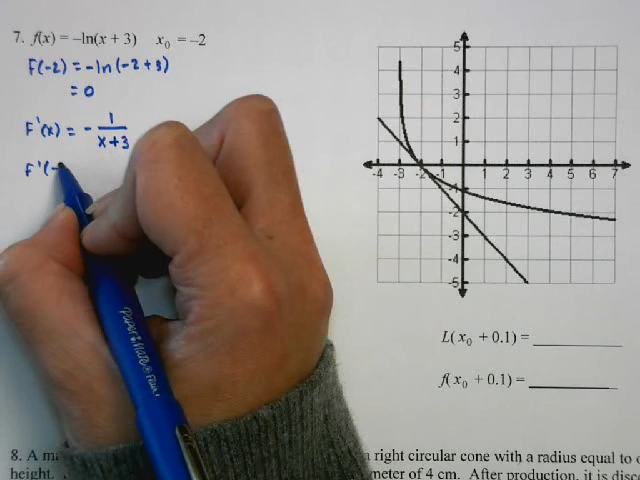 7. f(x) = –ln(x + 3) x₀ = –2
F(-2) = -ln(-2+3)
= 0
F'(x) = - 1/(x+3)
F'(-
5
4
3
2
1
-4 -3 -2 -1 1 2 3 4 5 6 7
-1
-2
-3
-4
-5
L(x₀ + 0.1) = ________
f(x₀ + 0.1) = ________
PaperMate Flair
8. A right circular cone with a radius equal to
height. meter of 4 cm. After production, it is